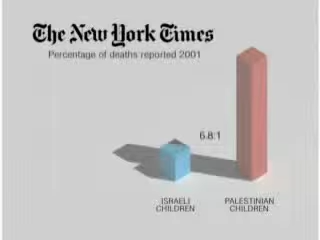 The New York Times
Percentage of deaths reported 2001
6.8:1
ISRAELI
CHILDREN
PALESTINIAN
CHILDREN